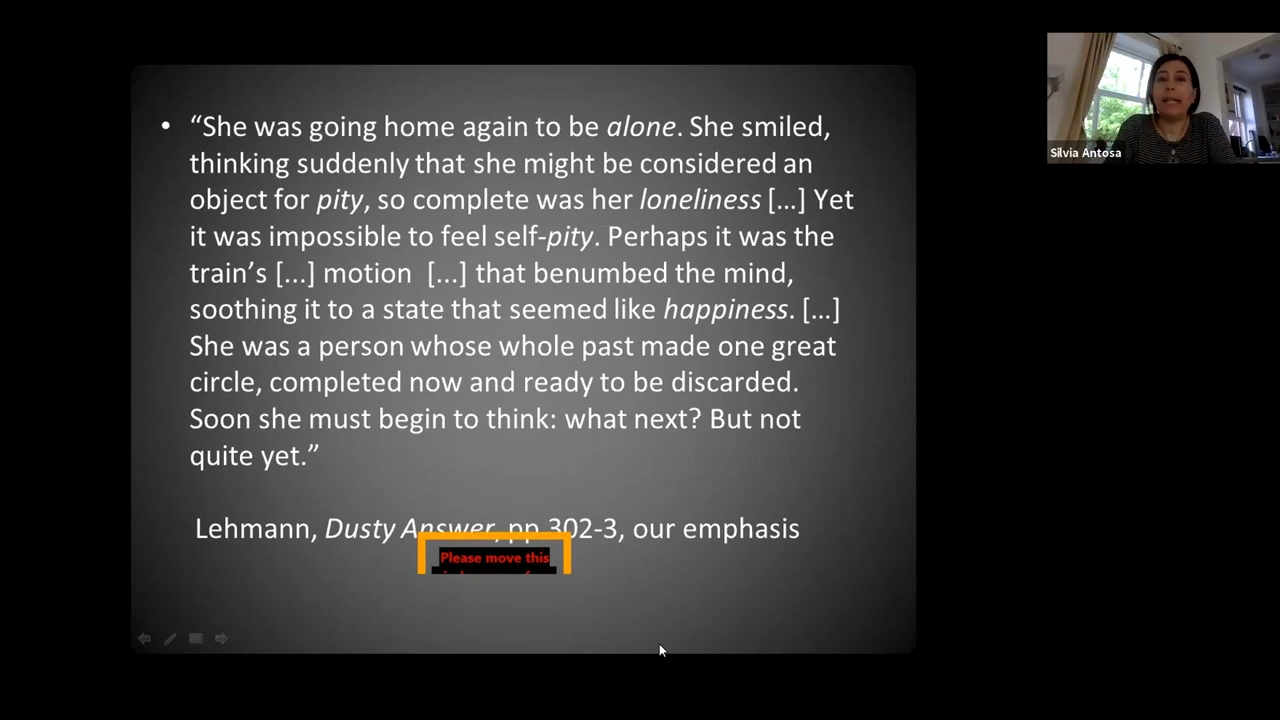 • “She was going home again to be alone. She smiled,
thinking suddenly that she might be considered an
object for pity, so complete was her loneliness [...] Yet
it was impossible to feel self-pity. Perhaps it was the
train’s [...] motion [...] that benumbed the mind,
soothing it to a state that seemed like happiness. [...]
She was a person whose whole past made one great
circle, completed now and ready to be discarded.
Soon she must begin to think: what next? But not
quite yet.”
Lehmann, Dusty Answer, pp 302-3, our emphasis
Please move this
Silvia Antosa